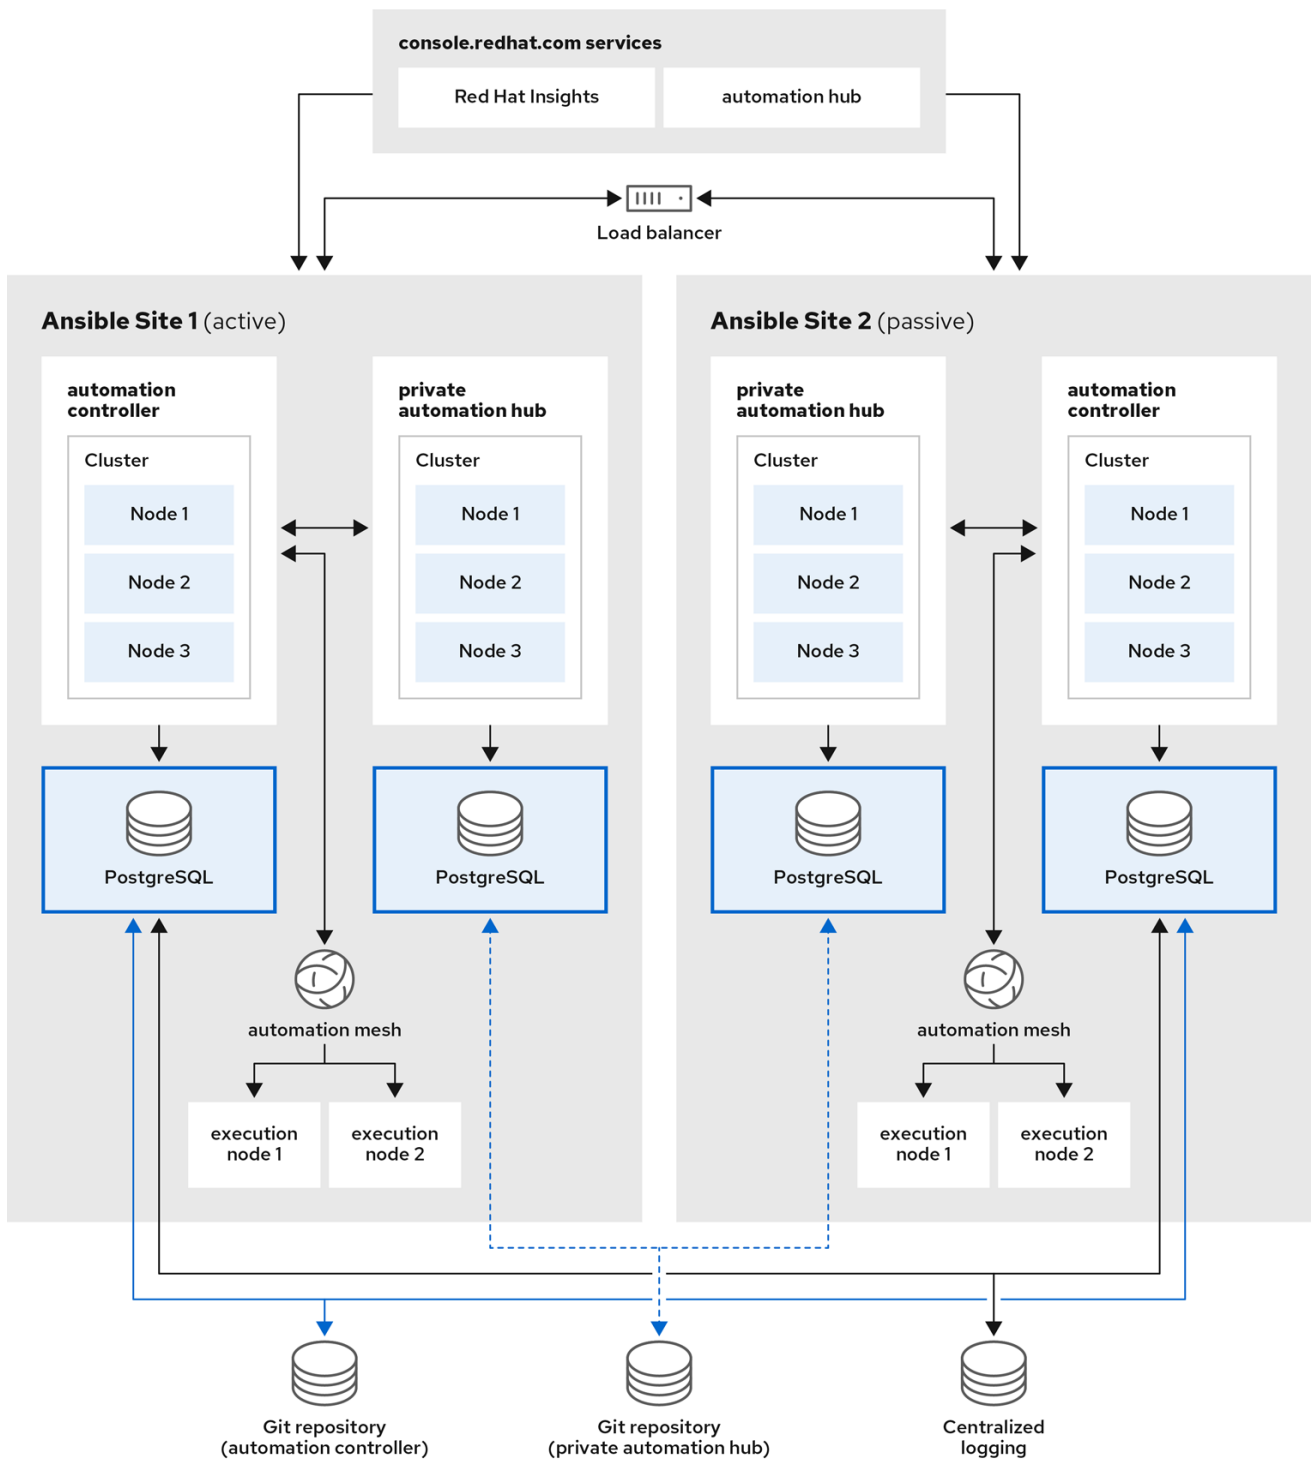 console.redhat.com services
Red Hat Insights
automation hub
Load balancer
Ansible Site 1 (active)
automation
controller
Cluster
Node 1
Node 2
Node 3
private
automation hub
Cluster
Node 1
Node 2
Node 3
PostgreSQL
PostgreSQL
automation mesh
execution
node 1
execution
node 2
Ansible Site 2 (passive)
private
automation hub
Cluster
Node 1
Node 2
Node 3
automation
controller
Cluster
Node 1
Node 2
Node 3
PostgreSQL
PostgreSQL
automation mesh
execution
node 1
execution
node 2
Git repository
(automation controller)
Git repository
(private automation hub)
Centralized
logging